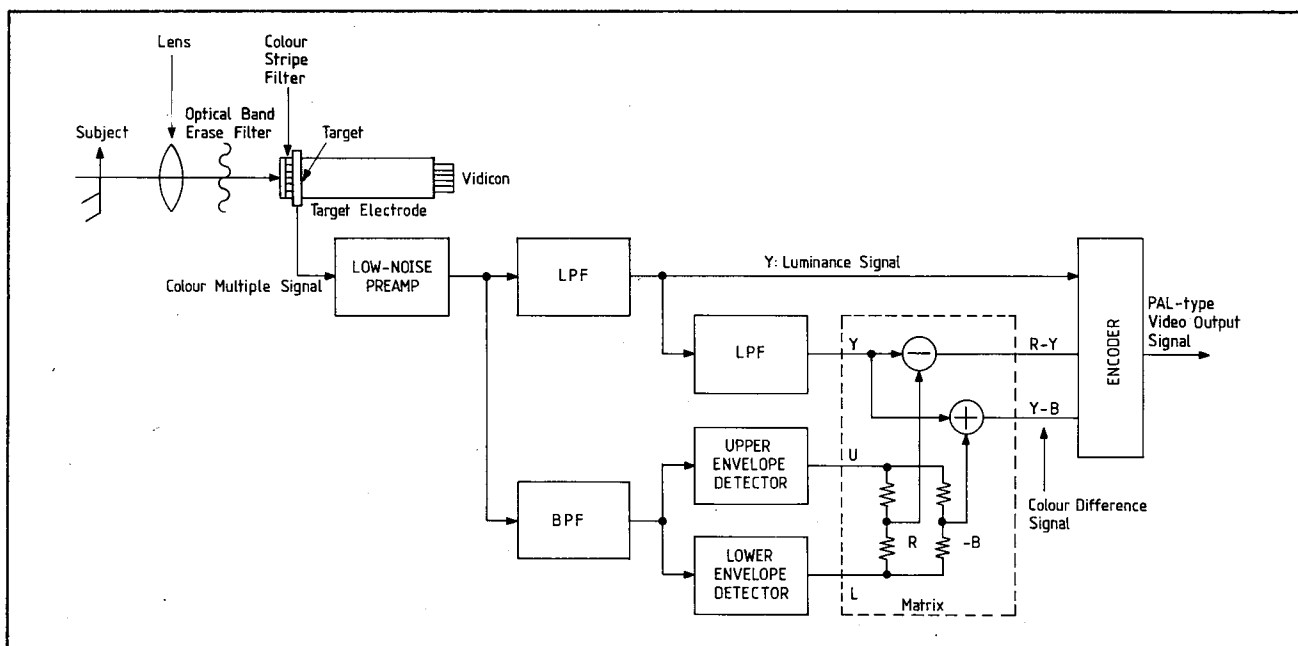 Lens
Colour
Stripe
Filter
Optical Band
Erase Filter
Subject
Target
Vidicon
Target Electrode
Colour Multiple Signal
LOW-NOISE
PREAMP
LPF
Y: Luminance Signal
PAL-type
Video Output
Signal
ENCODER
LPF
Y
R-Y
Y-B
UPPER
ENVELOPE
DETECTOR
U
BPF
Colour Difference
Signal
R
-B
LOWER
ENVELOPE
DETECTOR
L
Matrix